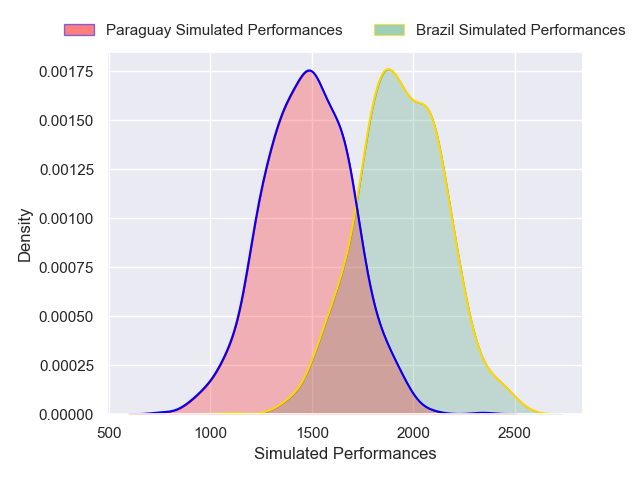 Paraguay Simulated Performances Brazil Simulated Performances
0.00175
0.00150
0.00125
0.00100
0.00075
0.00050
0.00025
0.00000
Density
500 1000 1500 2000 2500
Simulated Performances